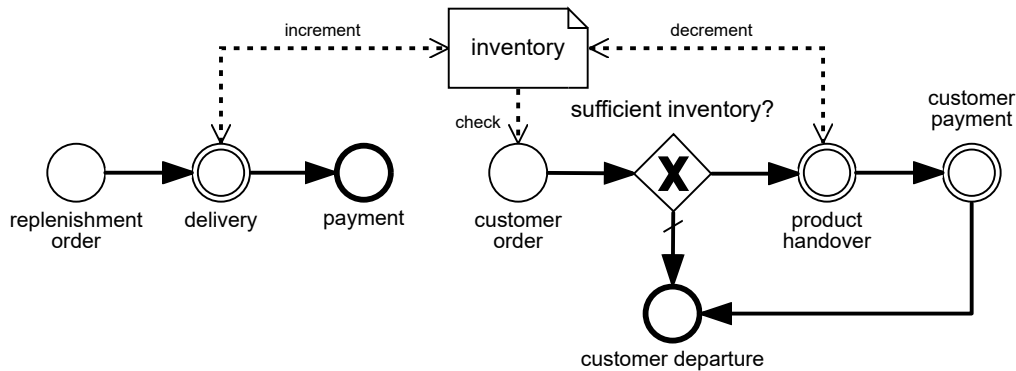 increment
inventory
decrement
check
sufficient inventory?
customer
payment
replenishment
order
delivery
payment
customer
order
X
product
handover
customer departure